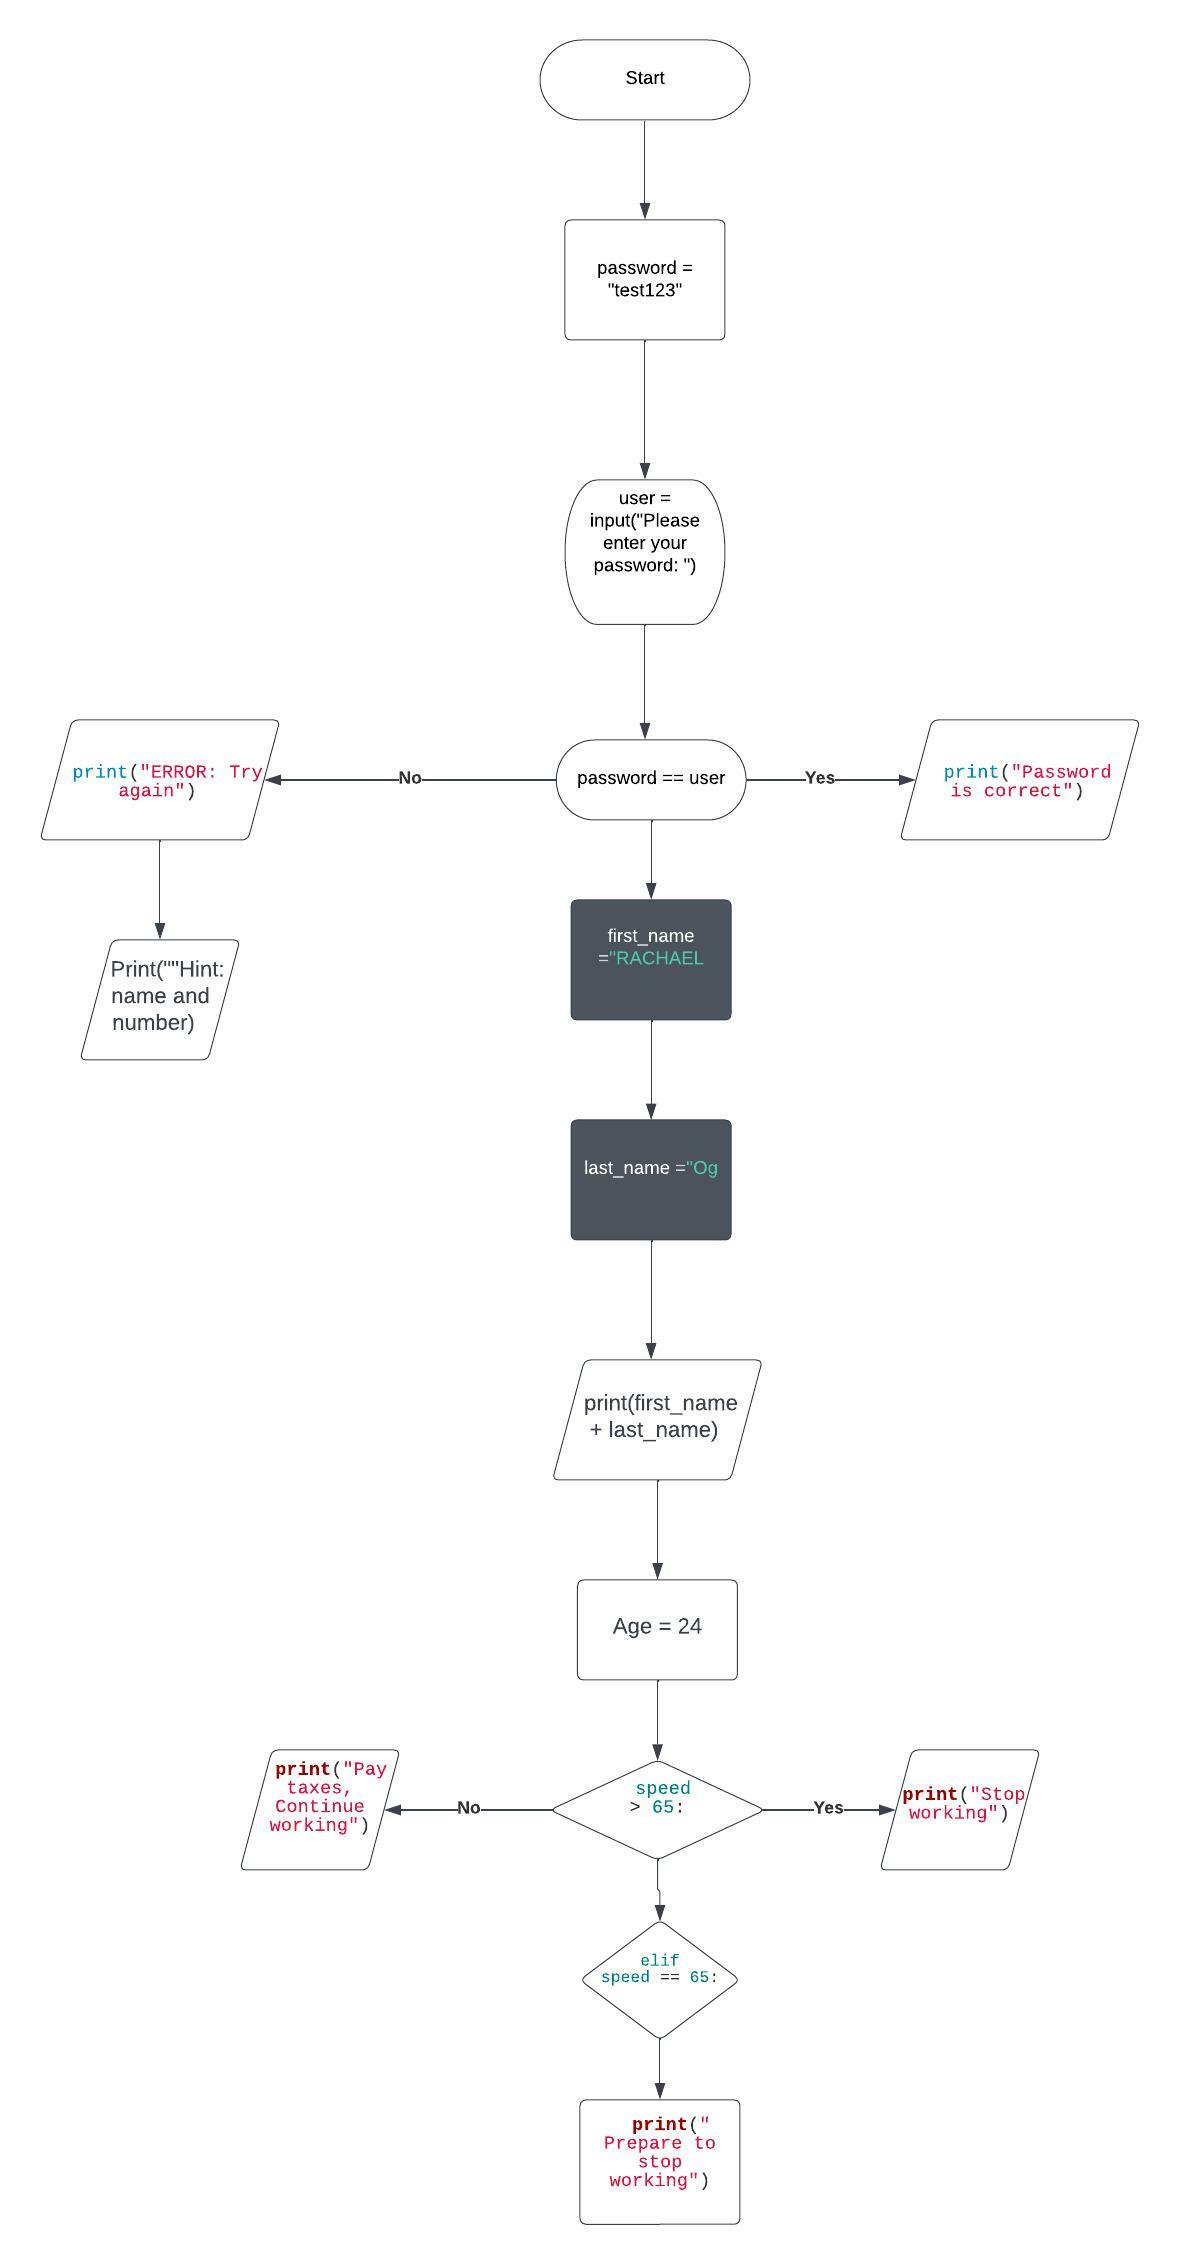 Start
password =
"test123"
user =
input("Please
enter your
password: ")
print("ERROR: Try
again")
No
password == user
Yes
print("Password
is correct")
first_name
="RACHAEL
Print(""Hint:
name and
number)
last_name ="Og
print(first_name
+ last_name)
Age = 24
print("Pay
taxes,
Continue
working")
No
speed
> 65:
Yes
print("Stop
working")
elif
speed == 65:
print("
Prepare to
stop
working")